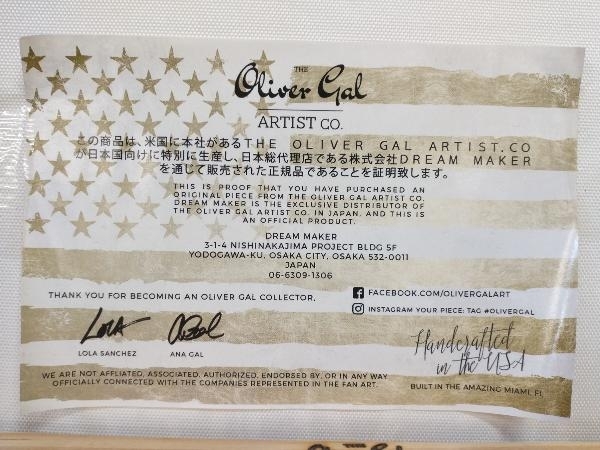 THE
Oliver Gal
ARTIST CO.
この商品は、米国に本社があるTHE OLIVER GAL ARTIST.CO
が日本国向けに特別に生産し、日本総代理店である株式会社DREAM MAKER
を通じて販売された正規品であることを証明致します。
THIS IS PROOF THAT YOU HAVE PURCHASED AN
ORIGINAL PIECE FROM THE OLIVER GAL ARTIST CO.
DREAM MAKER IS THE EXCLUSIVE DISTRIBUTOR OF
THE OLIVER GAL ARTIST CO. IN JAPAN. AND THIS IS
AN OFFICIAL PRODUCT.
DREAM MAKER
3-1-4 NISHINAKAJIMA PROJECT BLDG 5F
YODOGAWA-KU, OSAKA CITY, OSAKA 532-0011
JAPAN
06-6309-1306
THANK YOU FOR BECOMING AN OLIVER GAL COLLECTOR.
FACEBOOK.COM/OLIVERGALART
INSTAGRAM YOUR PIECE: TAG #OLIVERGAL
LOLA SANCHEZ
ANA GAL
Handcrafted
in the USA
WE ARE NOT AFFLIATED, ASSOCIATED, AUTHORIZED, ENDORSED BY, OR IN ANY WAY
OFFICIALLY CONNECTED WITH THE COMPANIES REPRESENTED IN THE FAN ART.
BUILT IN THE AMAZING MIAMI, FL